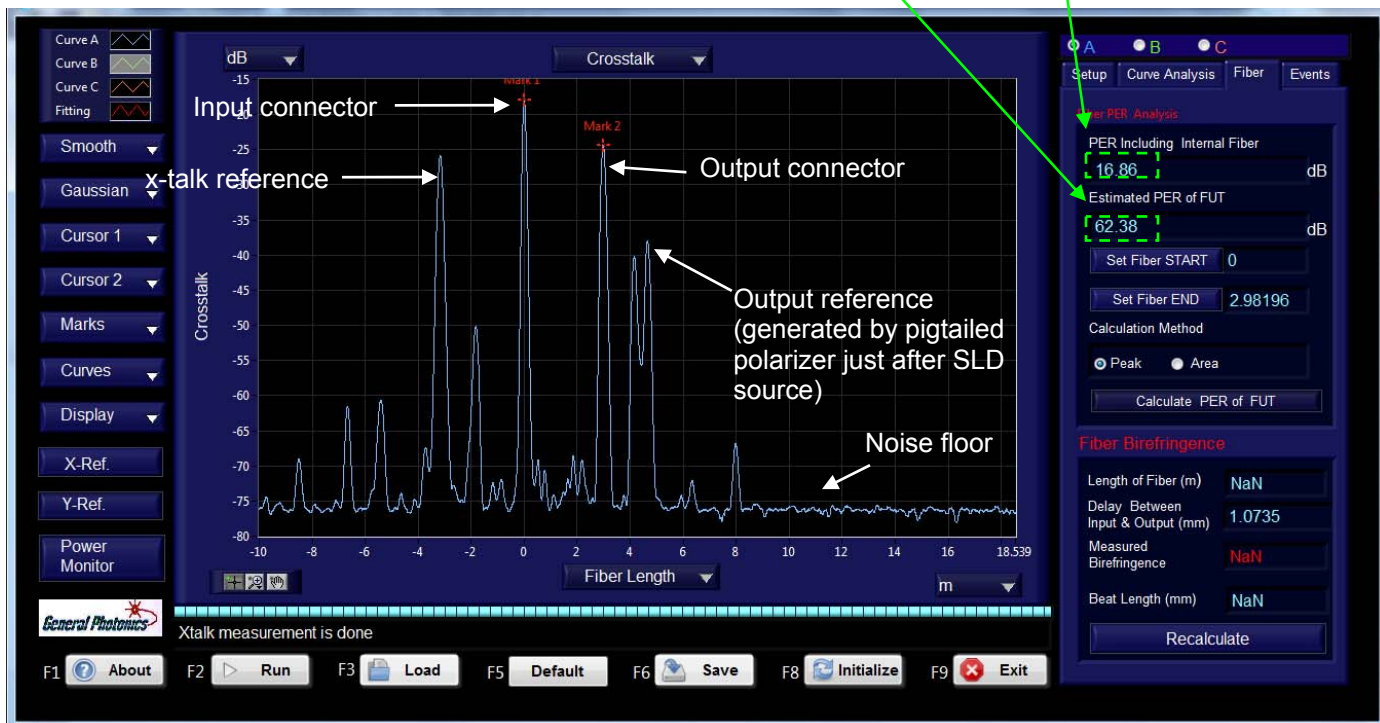 Curve A
Curve B
Curve C
Fitting
Smooth
Gaussian
Cursor 1
Cursor 2
Marks
Curves
Display
X-Ref.
Y-Ref.
Power
Monitor
General Photonics
dB
Crosstalk
-15
-20
-25
-30
-35
-40
-45
-50
-55
-60
-65
-70
-75
-80
Crosstalk
Mark 1
Mark 2
Input connector
x-talk reference
Output connector
Output reference
(generated by pigtailed
polarizer just after SLD
source)
Noise floor
-10 -8 -6 -4 -2 0 2 4 6 8 10 12 14 16 18.539
Fiber Length
m
Xtalk measurement is done
F1 About F2 Run F3 Load F5 Default F6 Save F8 Initialize F9 Exit
A B C
Setup Curve Analysis Fiber Events
Fiber PER Analysis
PER Including Internal Fiber
16.86 dB
Estimated PER of FUT
62.38 dB
Set Fiber START 0
Set Fiber END 2.98196
Calculation Method
Peak Area
Calculate PER of FUT
Fiber Birefringence
Length of Fiber (m) NaN
Delay Between
Input & Output (mm) 1.0735
Measured
Birefringence NaN
Beat Length (mm) NaN
Recalculate